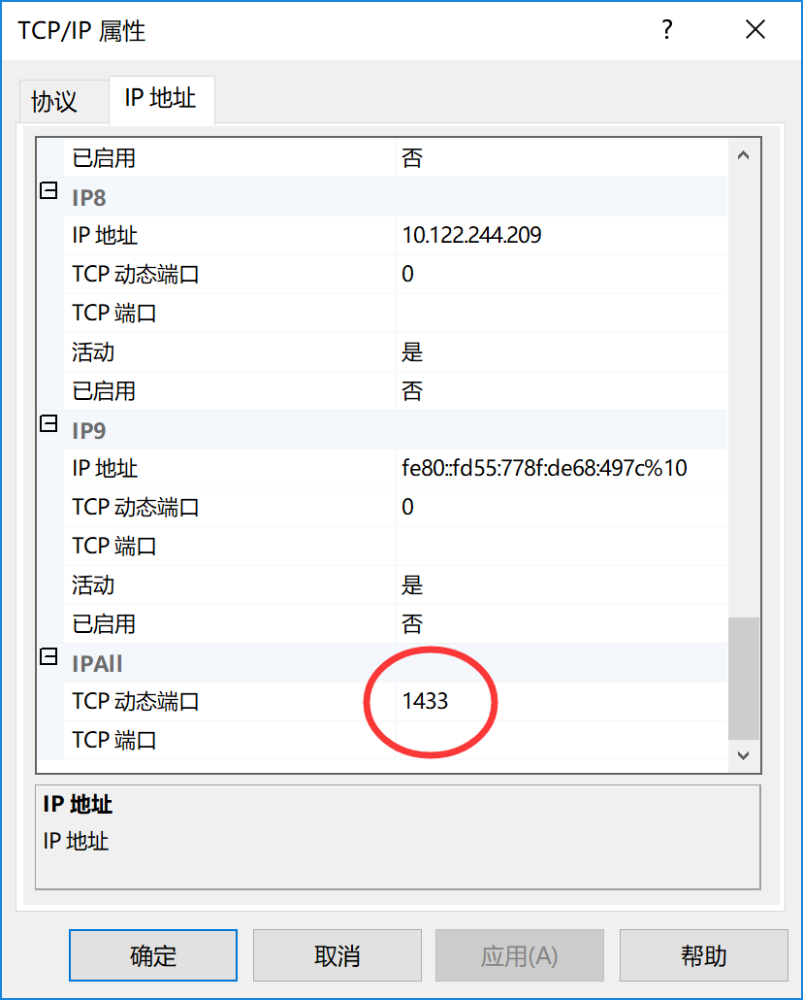 TCP/IP 属性
?
协议
IP 地址
已启用 否
IP8
IP 地址 10.122.244.209
TCP 动态端口 0
TCP 端口
活动 是
已启用 否
IP9
IP 地址 fe80::fd55:778f:de68:497c%10
TCP 动态端口 0
TCP 端口
活动 是
已启用 否
IPAll
TCP 动态端口 1433
TCP 端口
IP 地址
IP 地址
确定 取消 应用(A) 帮助